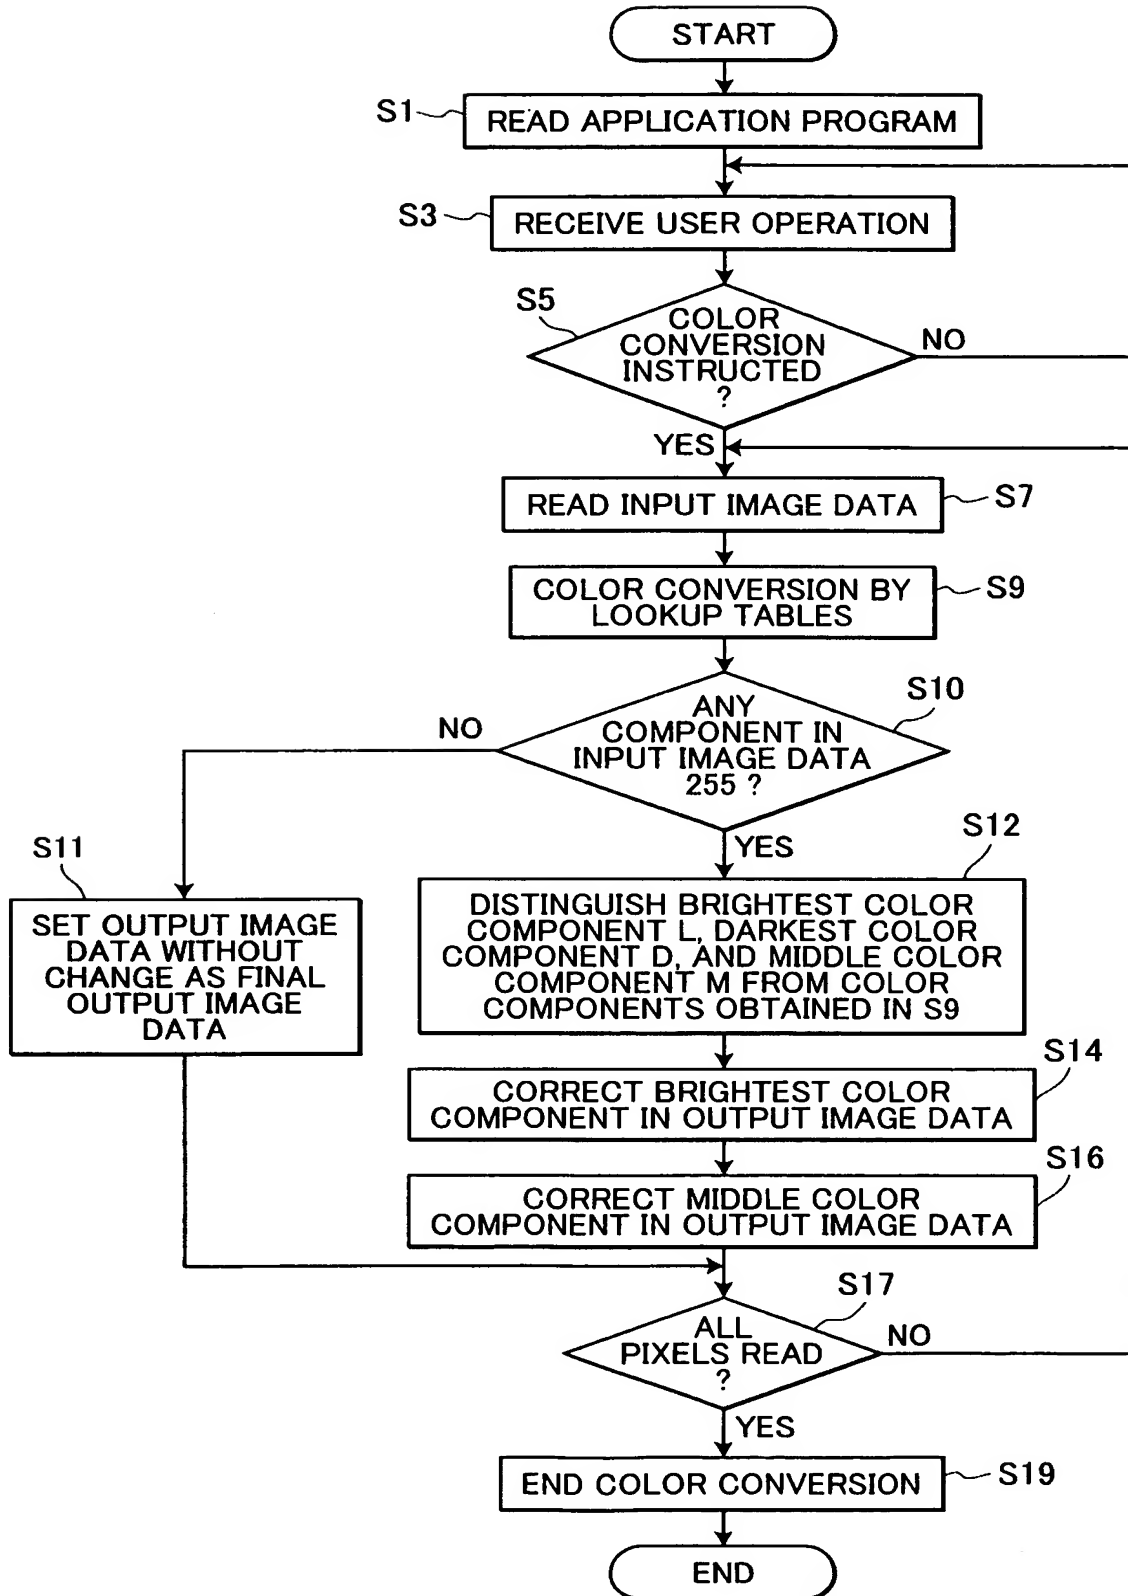 START
S1
READ APPLICATION PROGRAM
S3
RECEIVE USER OPERATION
S5
COLOR
CONVERSION
INSTRUCTED
?
NO
YES
READ INPUT IMAGE DATA
S7
COLOR CONVERSION BY
LOOKUP TABLES
S9
S10
ANY
COMPONENT IN
INPUT IMAGE DATA
255 ?
NO
YES
S11
SET OUTPUT IMAGE
DATA WITHOUT
CHANGE AS FINAL
OUTPUT IMAGE
DATA
S12
DISTINGUISH BRIGHTEST COLOR
COMPONENT L, DARKEST COLOR
COMPONENT D, AND MIDDLE COLOR
COMPONENT M FROM COLOR
COMPONENTS OBTAINED IN S9
S14
CORRECT BRIGHTEST COLOR
COMPONENT IN OUTPUT IMAGE DATA
S16
CORRECT MIDDLE COLOR
COMPONENT IN OUTPUT IMAGE DATA
S17
ALL
PIXELS READ
?
NO
YES
END COLOR CONVERSION
S19
END